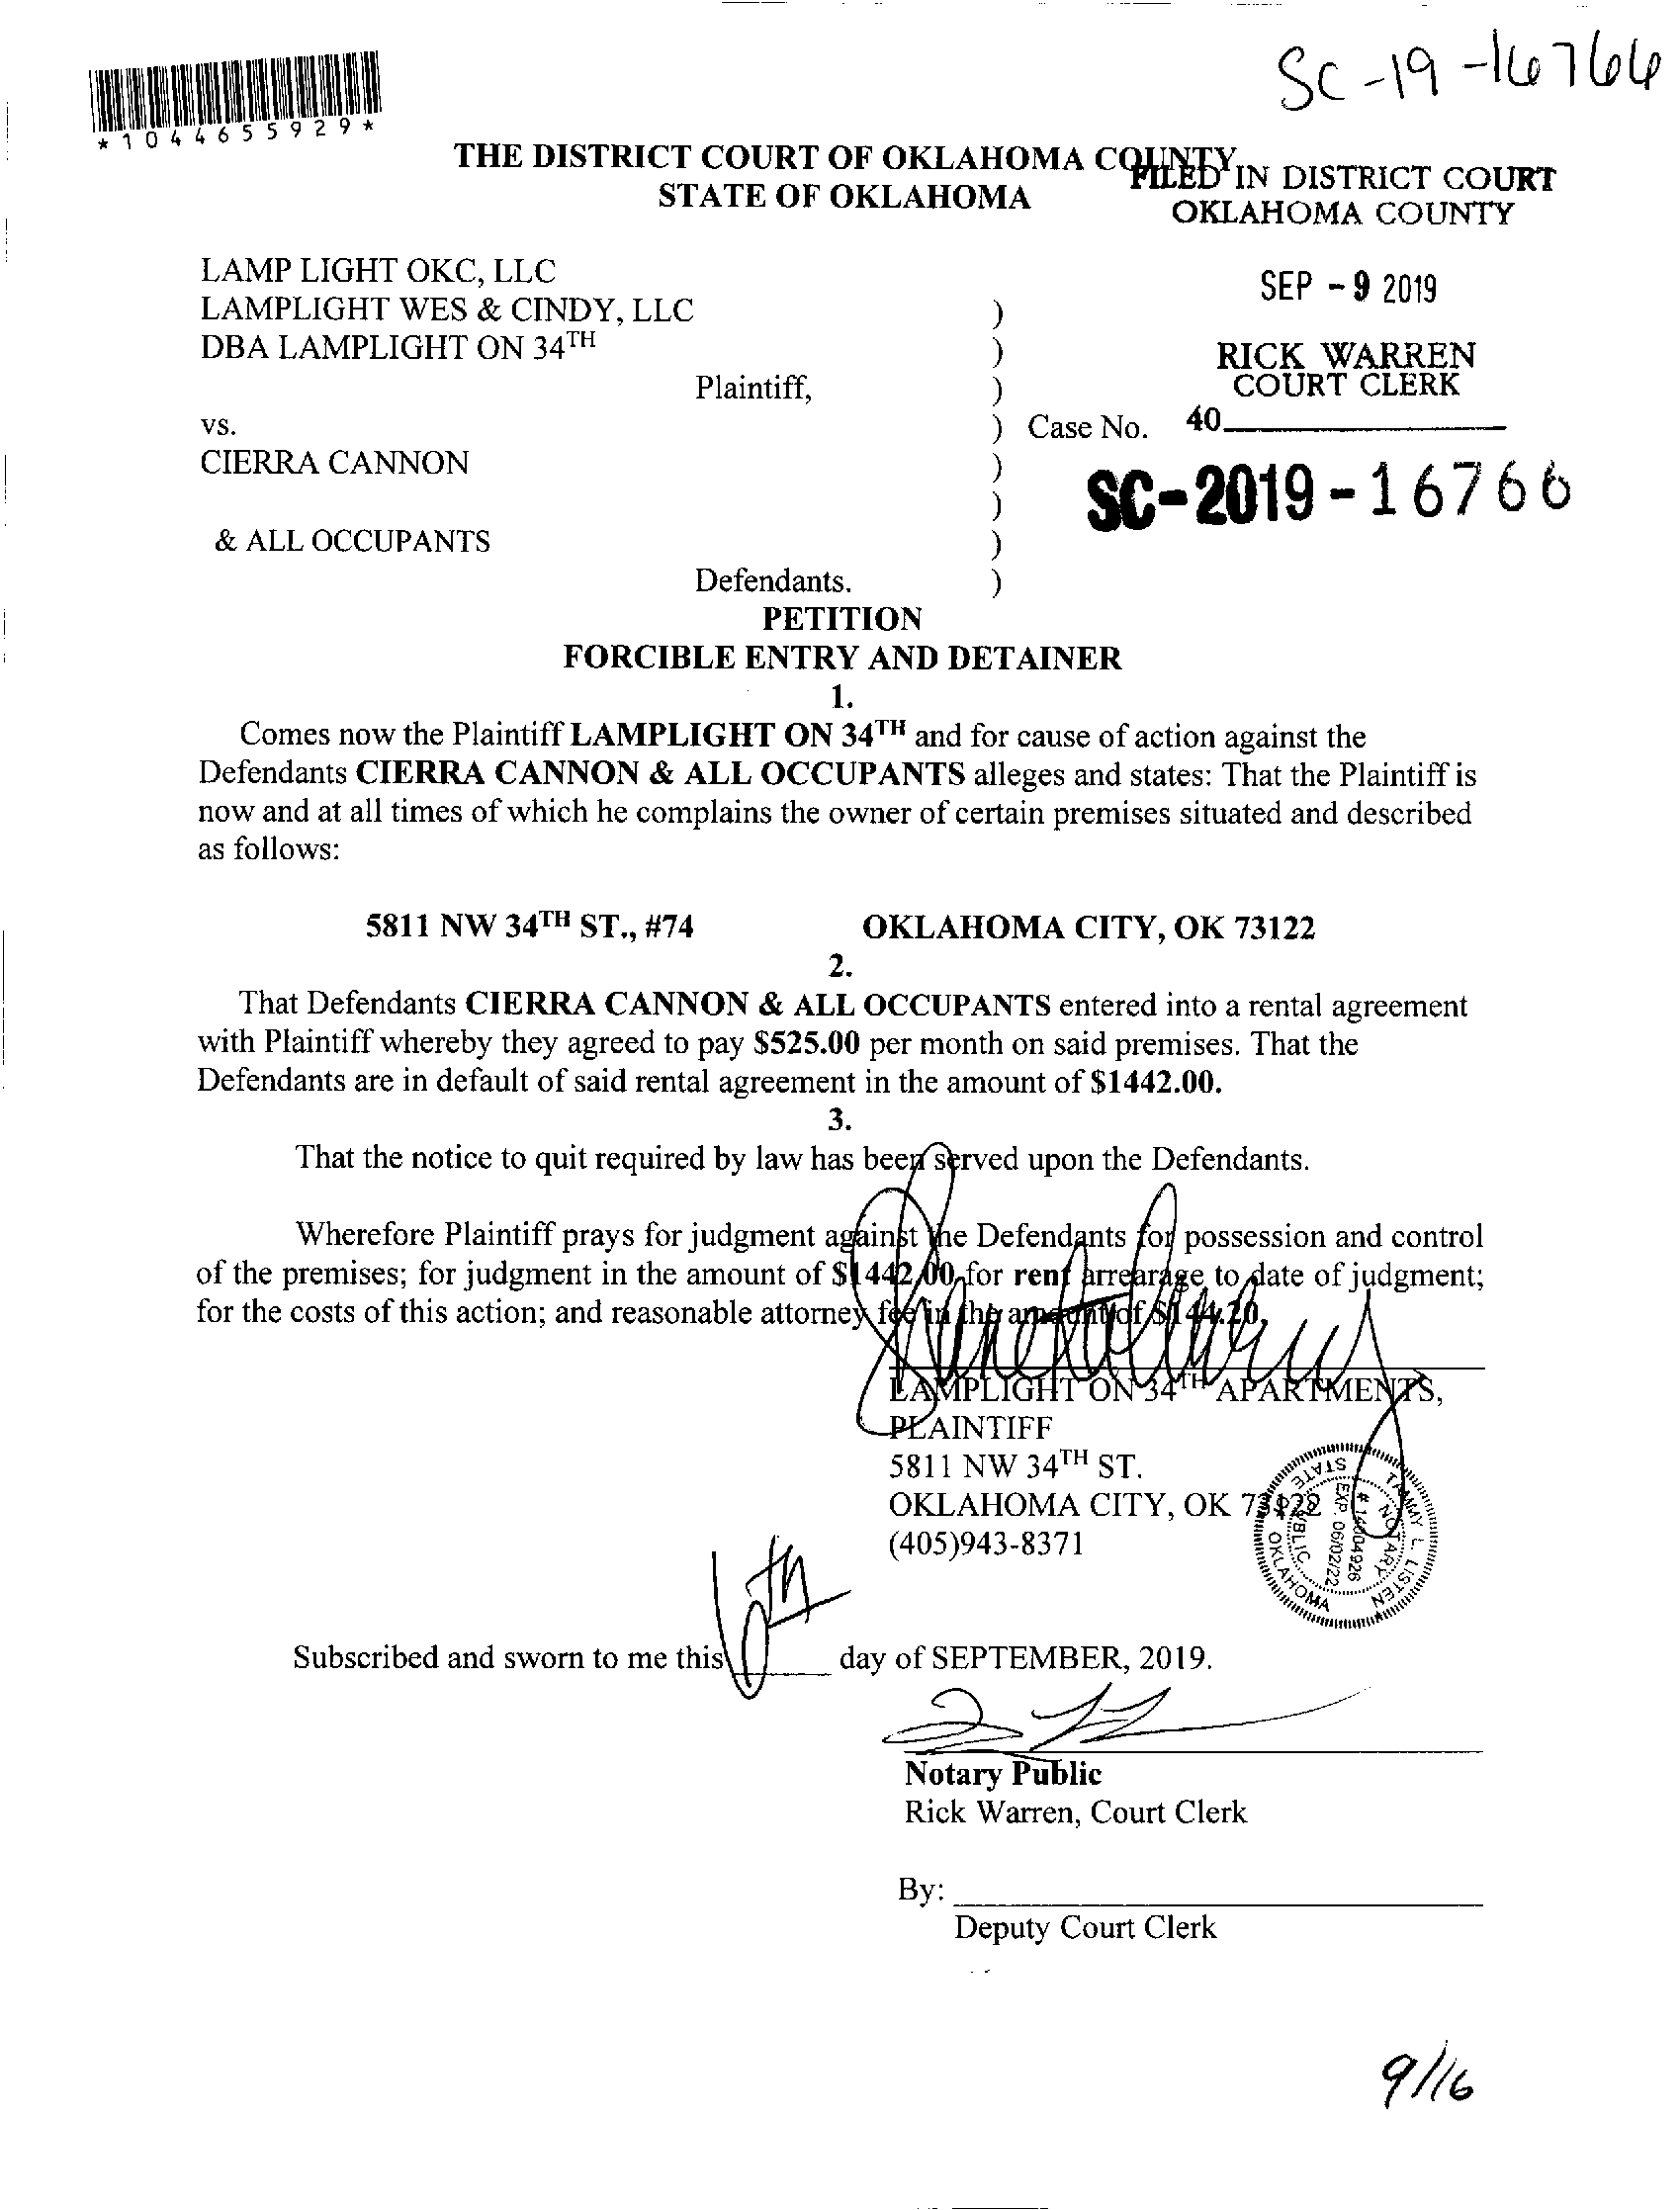 SC-19-16766
*1044655929*
THE DISTRICT COURT OF OKLAHOMA COUNTY
STATE OF OKLAHOMA
FILED IN DISTRICT COURT
OKLAHOMA COUNTY
SEP - 9 2019
RICK WARREN
COURT CLERK
40
LAMP LIGHT OKC, LLC
LAMPLIGHT WES & CINDY, LLC )
DBA LAMPLIGHT ON 34TH )
Plaintiff, )
vs. ) Case No.
CIERRA CANNON )
) SC-2019-16766
& ALL OCCUPANTS )
Defendants. )
PETITION
FORCIBLE ENTRY AND DETAINER
1.
Comes now the Plaintiff LAMPLIGHT ON 34TH and for cause of action against the
Defendants CIERRA CANNON & ALL OCCUPANTS alleges and states: That the Plaintiff is
now and at all times of which he complains the owner of certain premises situated and described
as follows:
5811 NW 34TH ST., #74 OKLAHOMA CITY, OK 73122
2.
That Defendants CIERRA CANNON & ALL OCCUPANTS entered into a rental agreement
with Plaintiff whereby they agreed to pay $525.00 per month on said premises. That the
Defendants are in default of said rental agreement in the amount of $1442.00.
3.
That the notice to quit required by law has been served upon the Defendants.
Wherefore Plaintiff prays for judgment against the Defendants for possession and control
of the premises; for judgment in the amount of $1442.00 for rent arrearage to date of judgment;
for the costs of this action; and reasonable attorney fee in the amount of $144.20.
LAMPLIGHT ON 34TH APARTMENTS,
PLAINTIFF
5811 NW 34TH ST.
OKLAHOMA CITY, OK 73122
(405)943-8371
TAMMY L. LISTEN
NOTARY PUBLIC
STATE OKLAHOMA
# 14004926
EXP. 06/02/22
Subscribed and sworn to me this 6th day of SEPTEMBER, 2019.
Notary Public
Rick Warren, Court Clerk
By:
Deputy Court Clerk
9/16